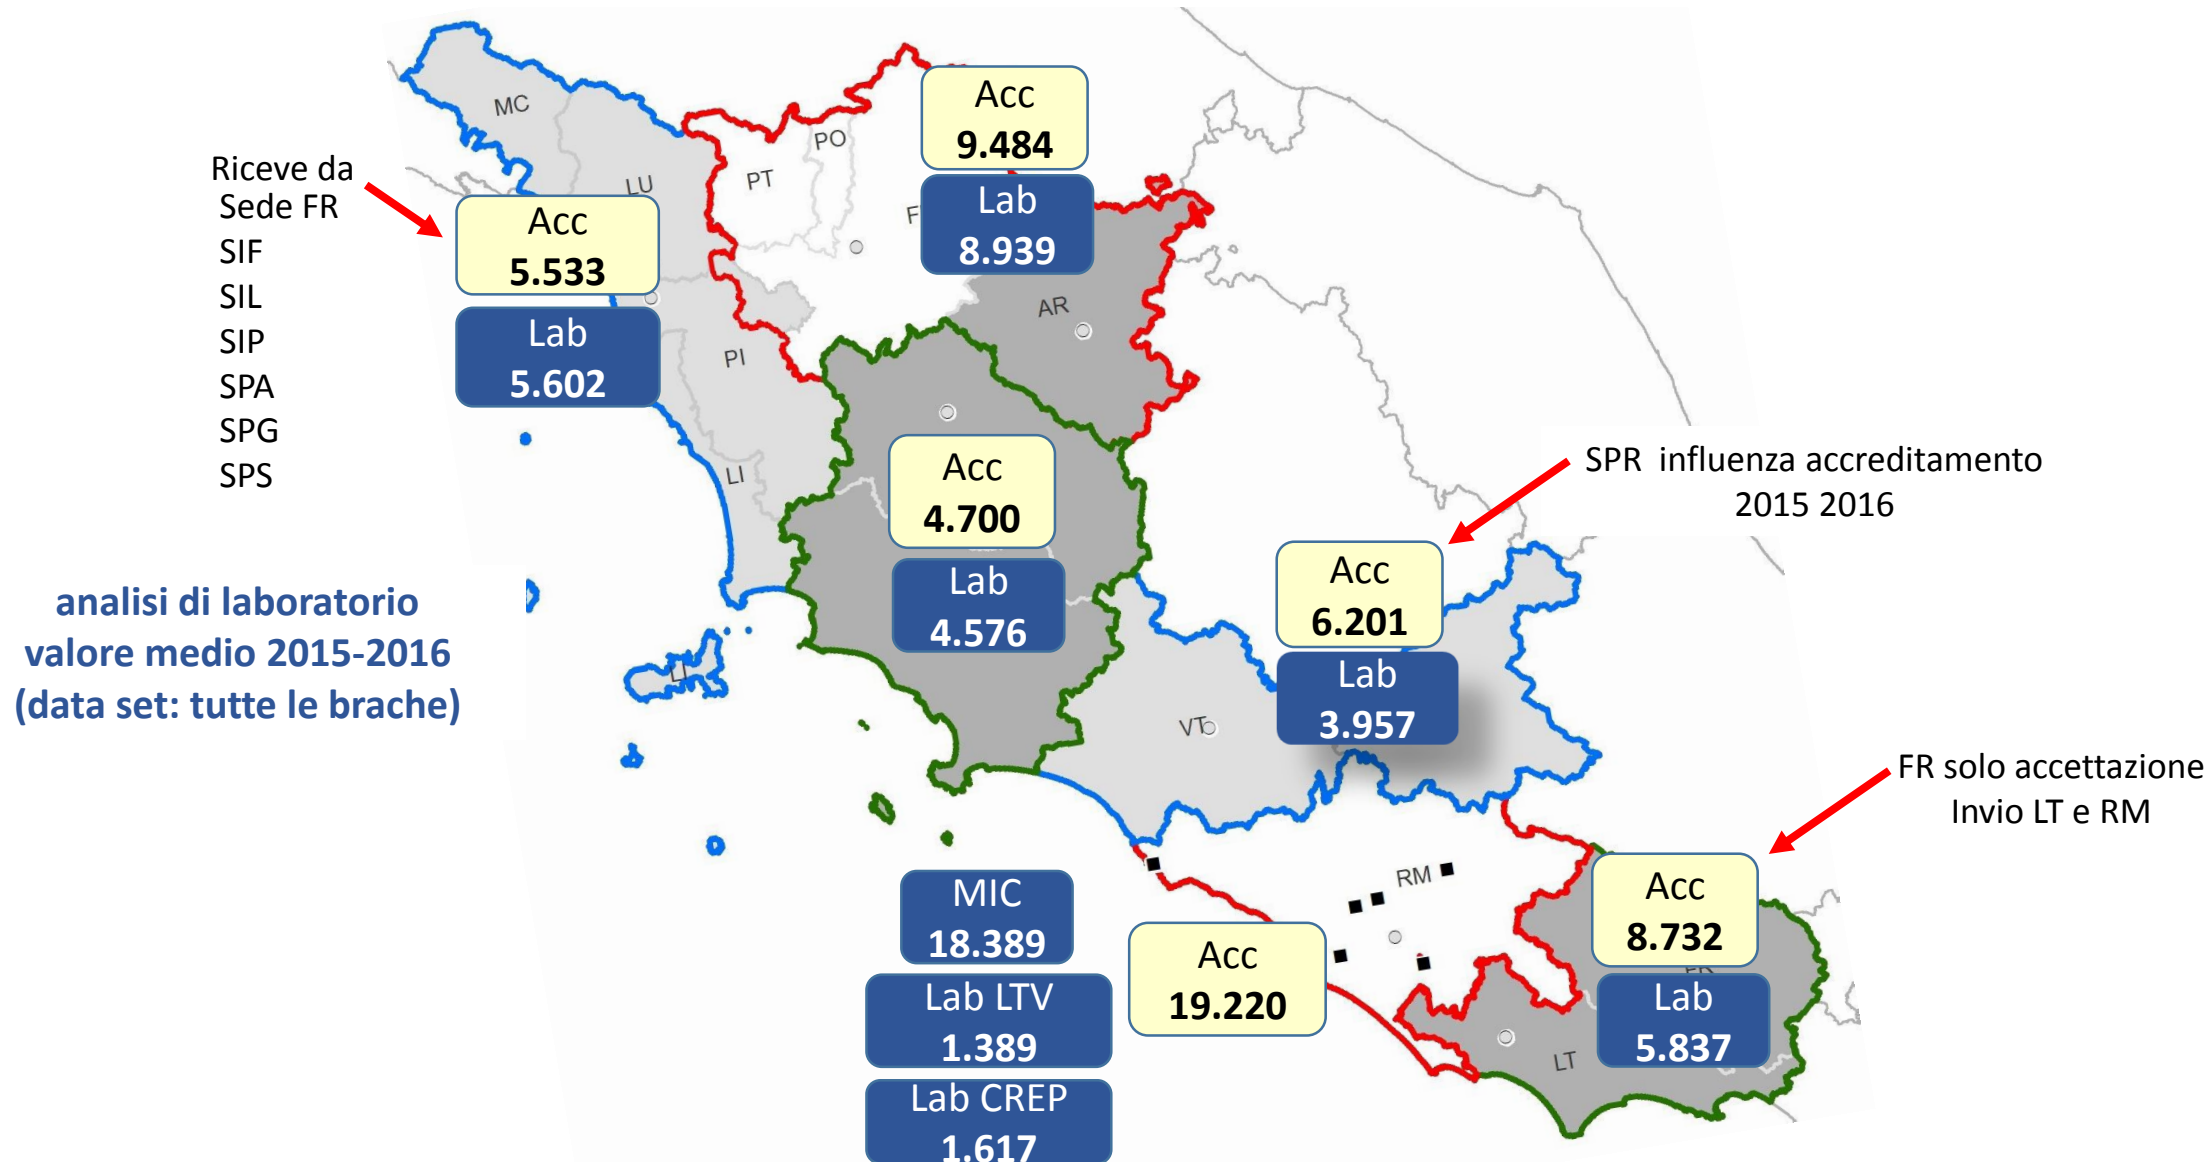 MC
LU
PT
PO
Acc
9.484
Lab
8.939
AR
Riceve da
Sede FR
SIF
SIL
SIP
SPA
SPG
SPS
Acc
5.533
Lab
5.602
PI
LI
LI
analisi di laboratorio
valore medio 2015-2016
(data set: tutte le brache)
Acc
4.700
Lab
4.576
SPR influenza accreditamento
2015 2016
Acc
6.201
Lab
3.957
VT
FR solo accettazione
Invio LT e RM
RM
MIC
18.389
Lab LTV
1.389
Lab CREP
1.617
Acc
19.220
Acc
8.732
FR
Lab
5.837
LT